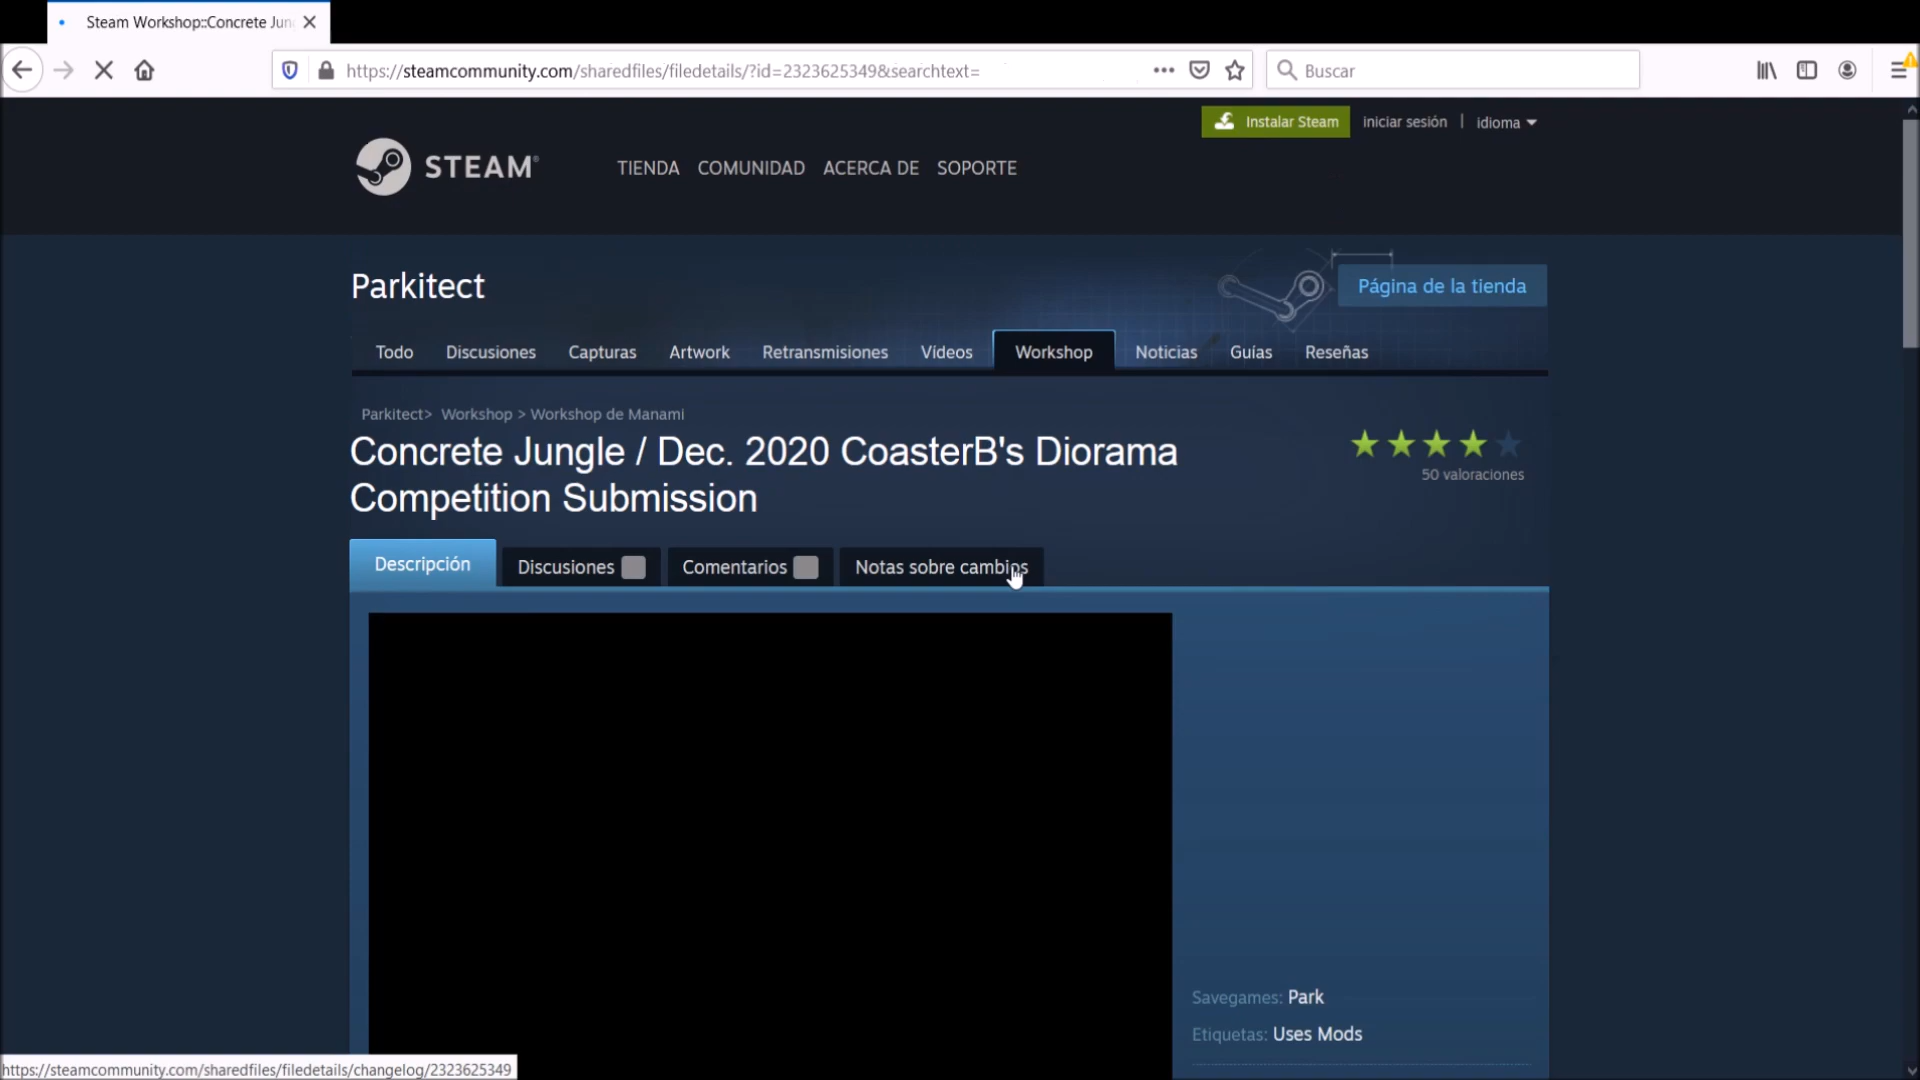 Steam Workshop::Concrete Jun
https://steamcommunity.com/sharedfiles/filedetails/?id=2323625349&searchtext=
Buscar
Instalar Steam
iniciar sesión
idioma
STEAM
TIENDA
COMUNIDAD
ACERCA DE
SOPORTE
Parkitect
Página de la tienda
Todo
Discusiones
Capturas
Artwork
Retransmisiones
Vídeos
Workshop
Noticias
Guías
Reseñas
Parkitect> Workshop > Workshop de Manami
Concrete Jungle / Dec. 2020 CoasterB's Diorama
Competition Submission
50 valoraciones
Descripción
Discusiones
Comentarios
Notas sobre cambios
Savegames: Park
Etiquetas: Uses Mods
https://steamcommunity.com/sharedfiles/filedetails/changelog/2323625349